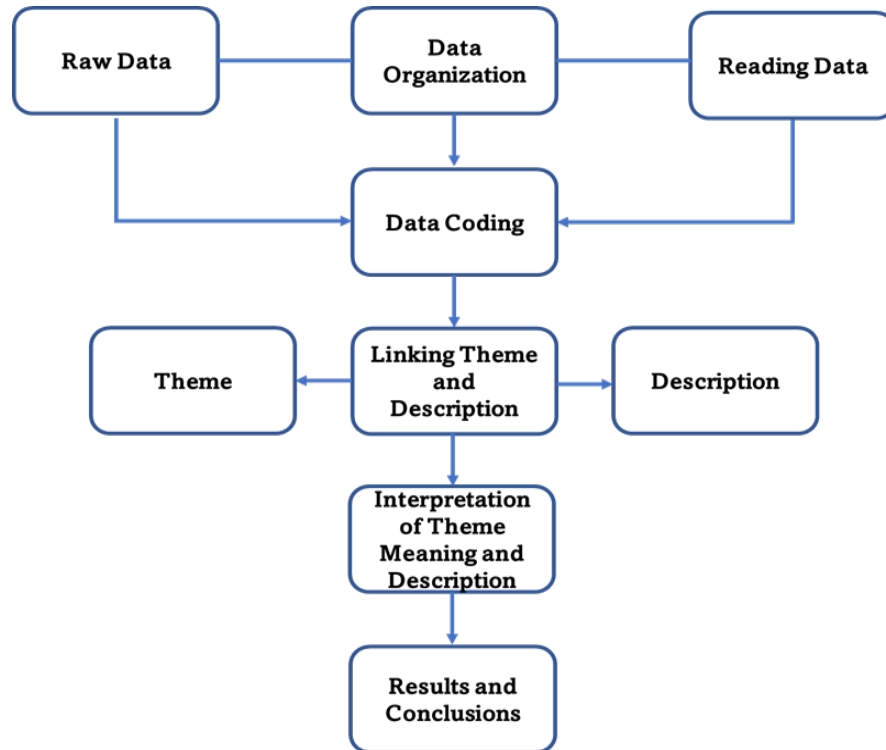 Raw Data
Data
Organization
Reading Data
Data Coding
Theme
Linking Theme
and
Description
Description
Interpretation
of Theme
Meaning and
Description
Results and
Conclusions